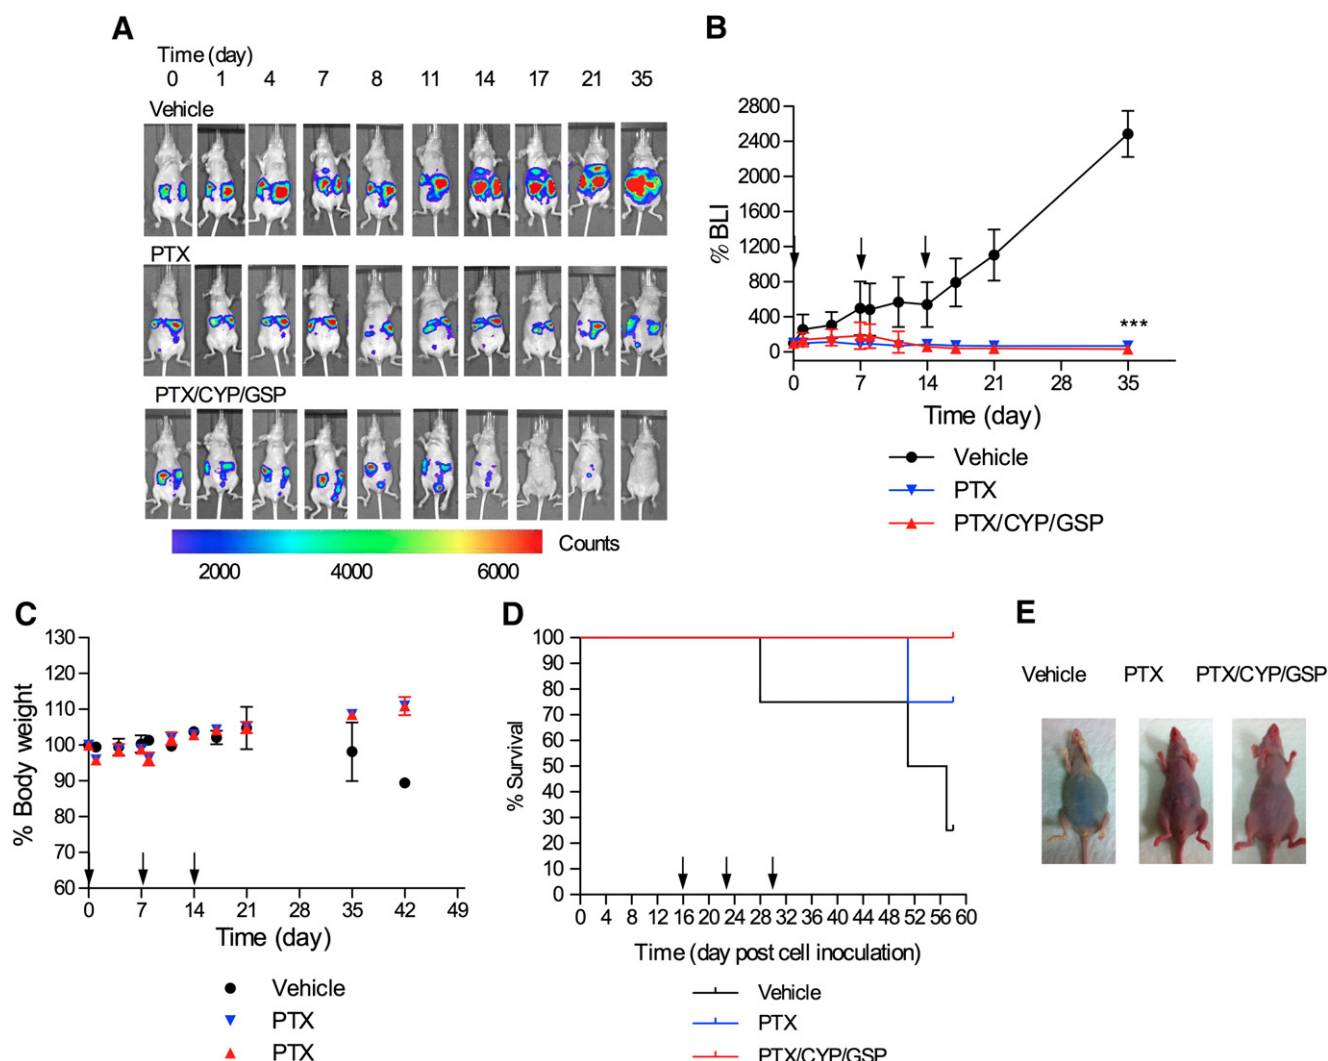 A
Time (day)
0 1 4 7 8 11 14 17 21 35
Vehicle
PTX
PTX/CYP/GSP
Counts
2000 4000 6000
B
2800
2400
2000
1600
1200
800
400
0
% BLI
***
0 7 14 21 28 35
Time (day)
Vehicle
PTX
PTX/CYP/GSP
C
130
120
110
100
90
80
70
60
% Body weight
0 7 14 21 28 35 42 49
Time (day)
Vehicle
PTX
PTX
D
100
90
80
70
60
50
40
30
20
10
0
% Survival
0 4 8 12 16 20 24 28 32 36 40 44 48 52 56 60
Time (day post cell inoculation)
Vehicle
PTX
PTX/CYP/GSP
E
Vehicle PTX PTX/CYP/GSP